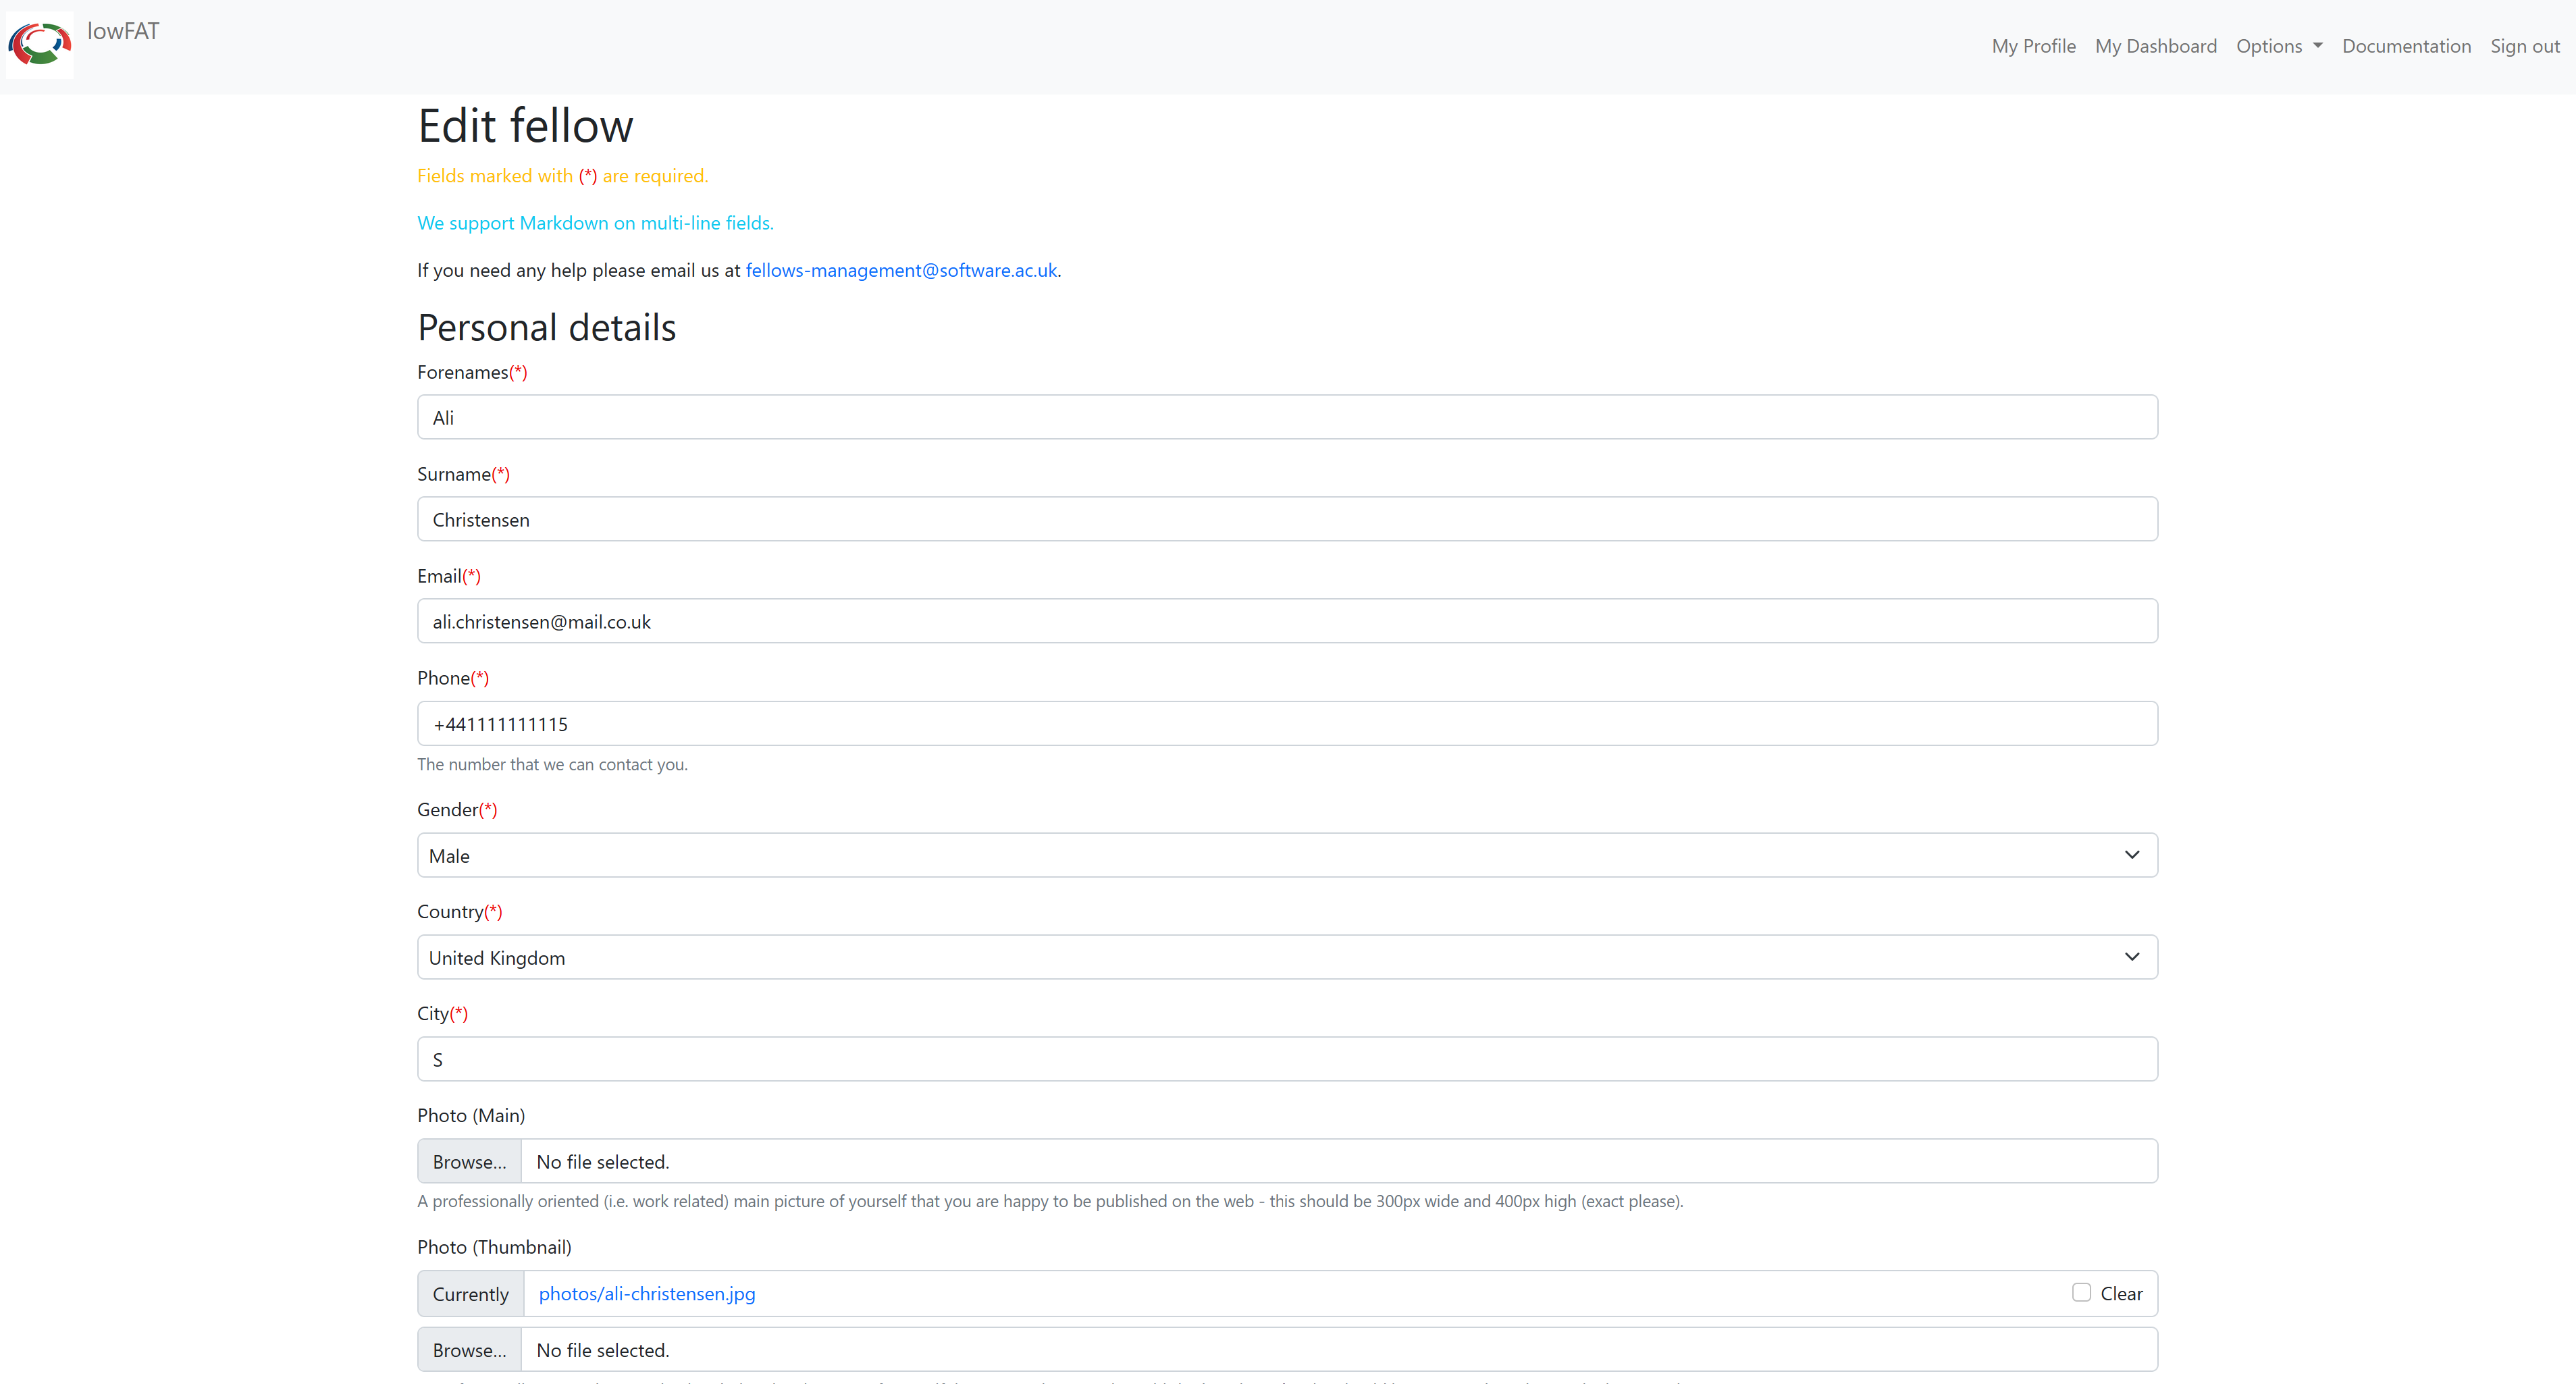 lowFAT
My Profile My Dashboard Options Documentation Sign out
Edit fellow
Fields marked with (*) are required.
We support Markdown on multi-line fields.
If you need any help please email us at fellows-management@software.ac.uk.
Personal details
Forenames(*)
Ali
Surname(*)
Christensen
Email(*)
ali.christensen@mail.co.uk
Phone(*)
+441111111115
The number that we can contact you.
Gender(*)
Male
Country(*)
United Kingdom
City(*)
S
Photo (Main)
Browse... No file selected.
A professionally oriented (i.e. work related) main picture of yourself that you are happy to be published on the web - this should be 300px wide and 400px high (exact please).
Photo (Thumbnail)
Currently photos/ali-christensen.jpg Clear
Browse... No file selected.